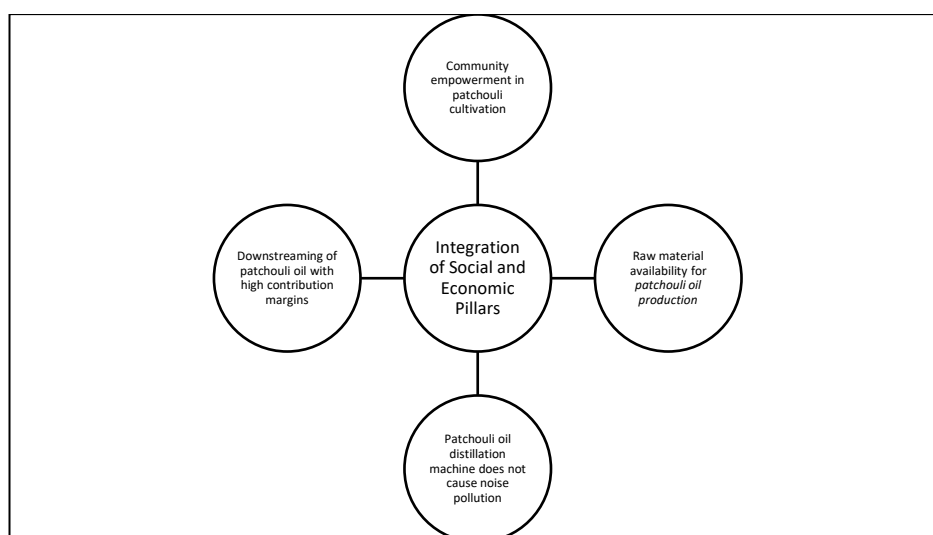 Community
empowerment in
patchouli
cultivation
Downstreaming of
patchouli oil with
high contribution
margins
Integration
of Social and
Economic
Pillars
Raw material
availability for
patchouli oil
production
Patchouli oil
distillation
machine does not
cause noise
pollution